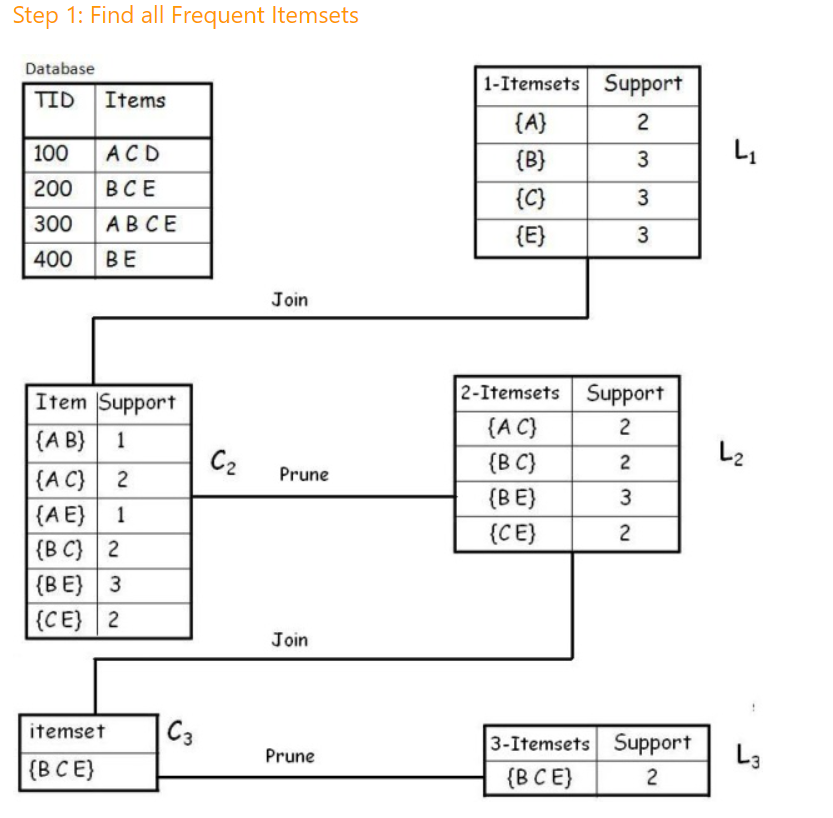 Step 1: Find all Frequent Itemsets
Database
TID Items
100 A C D
200 B C E
300 A B C E
400 B E
1-Itemsets Support
{A} 2
{B} 3
{C} 3
{E} 3
L1
Join
Item Support
{A B} 1
{A C} 2
{A E} 1
{B C} 2
{B E} 3
{C E} 2
C2
Prune
2-Itemsets Support
{A C} 2
{B C} 2
{B E} 3
{C E} 2
L2
Join
itemset
{B C E}
C3
Prune
3-Itemsets Support
{B C E} 2
L3